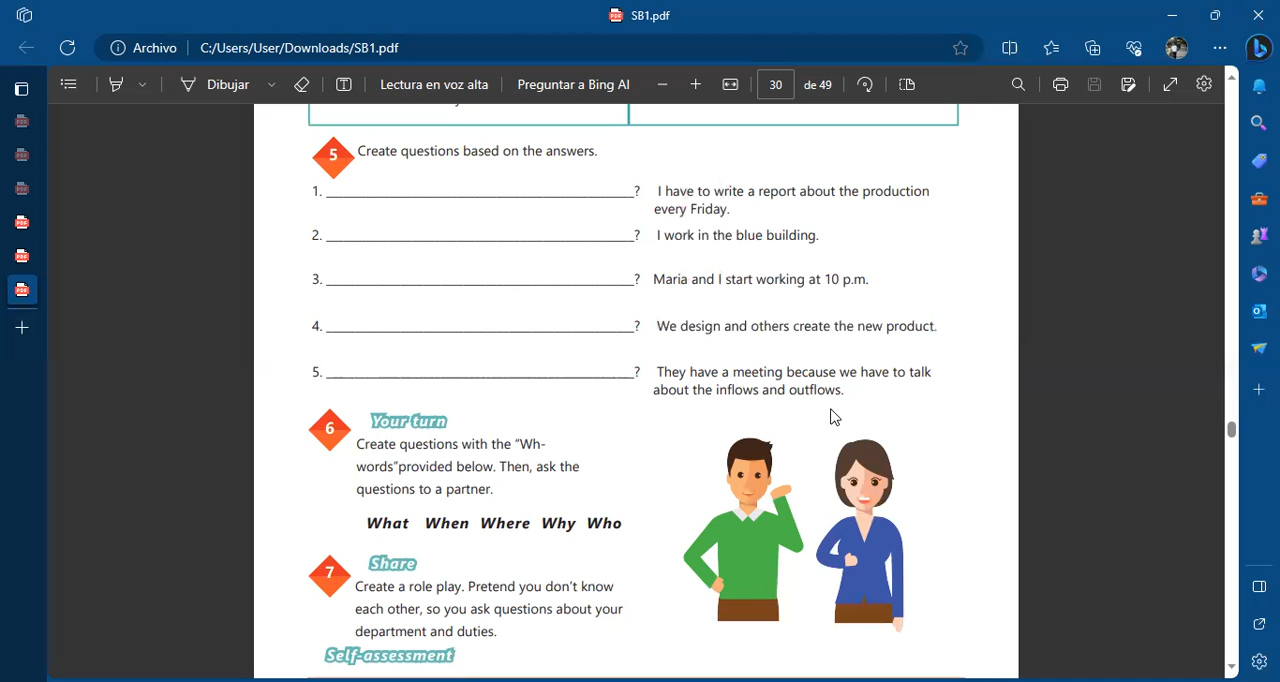 SB1.pdf
Archivo C:/Users/User/Downloads/SB1.pdf
Dibujar Lectura en voz alta Preguntar a Bing AI 30 de 49
5 Create questions based on the answers.
1. ____________________? I have to write a report about the production
every Friday.
2. ____________________? I work in the blue building.
3. ____________________? Maria and I start working at 10 p.m.
4. ____________________? We design and others create the new product.
5. ____________________? They have a meeting because we have to talk
about the inflows and outflows.
6 Your turn
Create questions with the "Wh-
words"provided below. Then, ask the
questions to a partner.
What When Where Why Who
7 Share
Create a role play. Pretend you don't know
each other, so you ask questions about your
department and duties.
Self-assessment